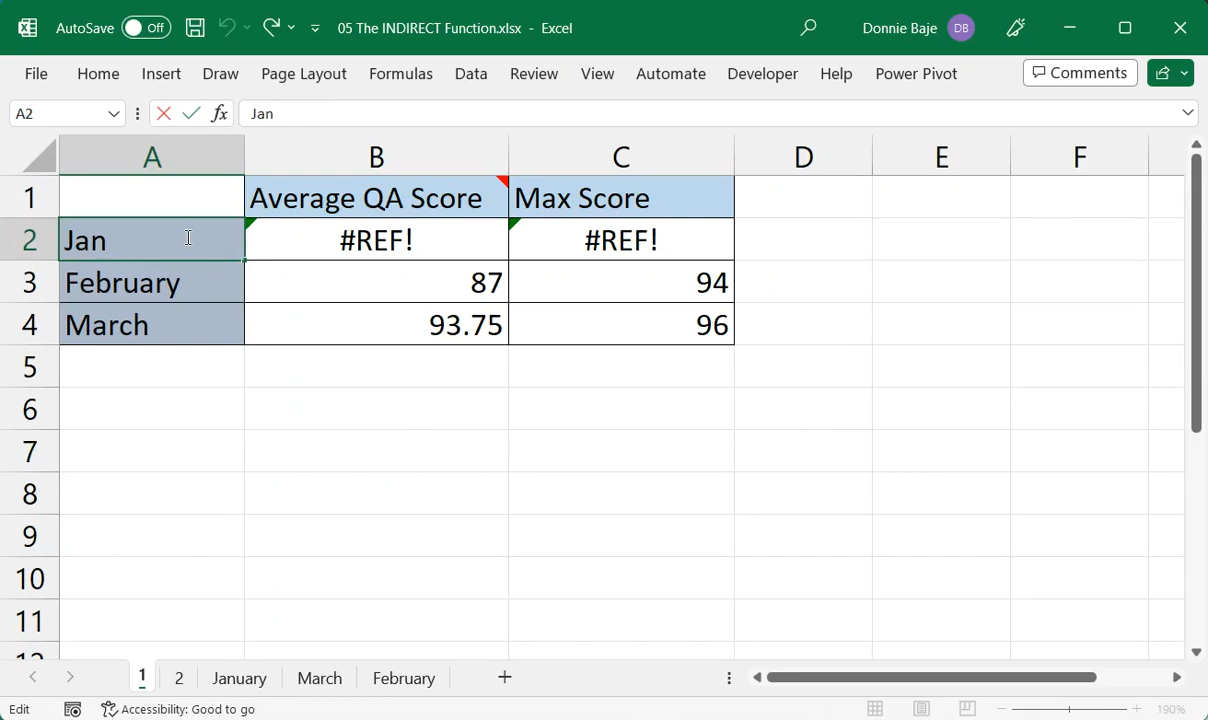 AutoSave Off 05 The INDIRECT Function.xlsx - Excel Donnie Baje DB
File Home Insert Draw Page Layout Formulas Data Review View Automate Developer Help Power Pivot Comments
A2 fx Jan
A B C D E F
1 Average QA Score Max Score
2 Jan #REF! #REF!
3 February 87 94
4 March 93.75 96
5
6
7
8
9
10
11
1 2 January March February
Edit Accessibility: Good to go 190%